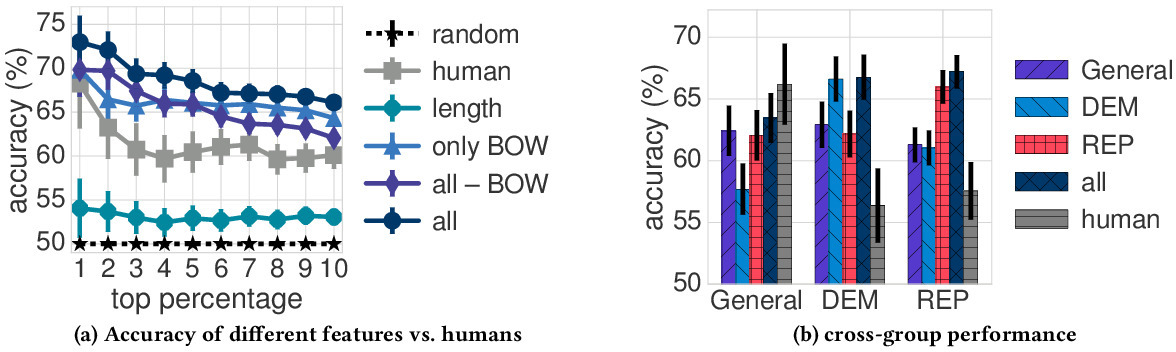 75
70
65
60
55
50
accuracy (%)
1 2 3 4 5 6 7 8 9 10
top percentage
random
human
length
only BOW
all – BOW
all
(a) Accuracy of different features vs. humans
70
65
60
55
50
accuracy (%)
General DEM REP
General
DEM
REP
all
human
(b) cross-group performance